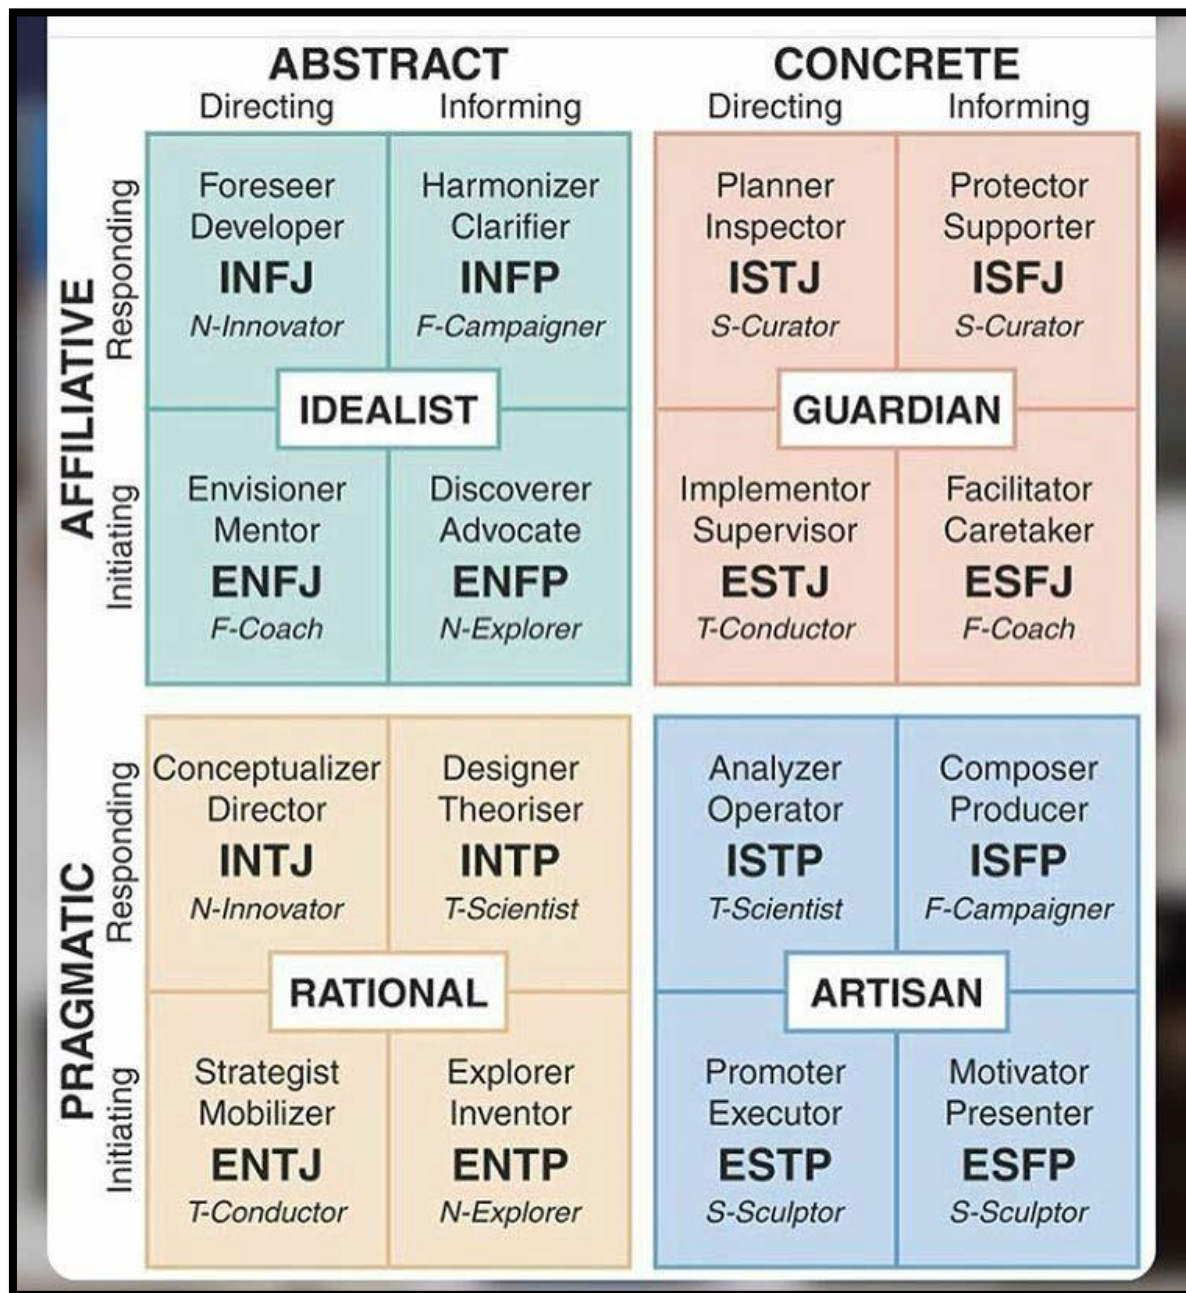 ABSTRACT
CONCRETE
Directing
Informing
Directing
Informing
AFFILIATIVE
Responding
Foreseer
Developer
INFJ
N-Innovator
Harmonizer
Clarifier
INFP
F-Campaigner
Planner
Inspector
ISTJ
S-Curator
Protector
Supporter
ISFJ
S-Curator
IDEALIST
GUARDIAN
Initiating
Envisioner
Mentor
ENFJ
F-Coach
Discoverer
Advocate
ENFP
N-Explorer
Implementor
Supervisor
ESTJ
T-Conductor
Facilitator
Caretaker
ESFJ
F-Coach
PRAGMATIC
Responding
Conceptualizer
Director
INTJ
N-Innovator
Designer
Theoriser
INTP
T-Scientist
Analyzer
Operator
ISTP
T-Scientist
Composer
Producer
ISFP
F-Campaigner
RATIONAL
ARTISAN
Initiating
Strategist
Mobilizer
ENTJ
T-Conductor
Explorer
Inventor
ENTP
N-Explorer
Promoter
Executor
ESTP
S-Sculptor
Motivator
Presenter
ESFP
S-Sculptor